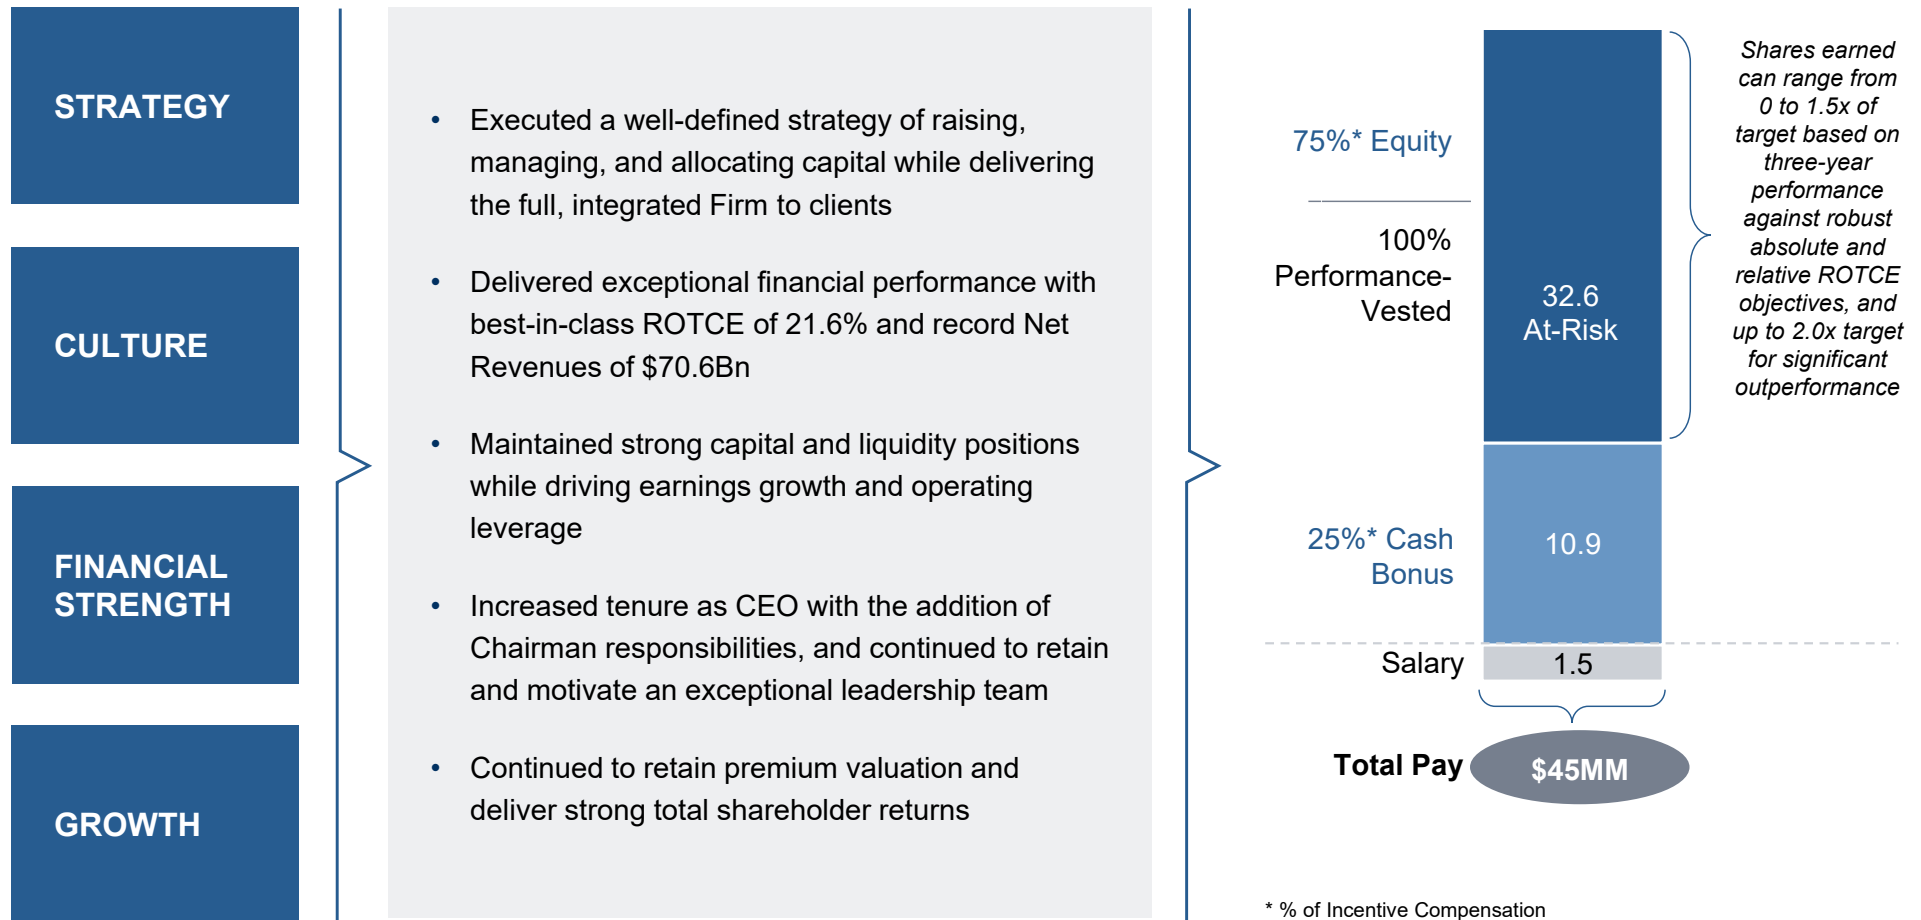 STRATEGY
CULTURE
FINANCIAL
STRENGTH
GROWTH
• Executed a well-defined strategy of raising,
managing, and allocating capital while delivering
the full, integrated Firm to clients
• Delivered exceptional financial performance with
best-in-class ROTCE of 21.6% and record Net
Revenues of $70.6Bn
• Maintained strong capital and liquidity positions
while driving earnings growth and operating
leverage
• Increased tenure as CEO with the addition of
Chairman responsibilities, and continued to retain
and motivate an exceptional leadership team
• Continued to retain premium valuation and
deliver strong total shareholder returns
75%* Equity
100%
Performance-
Vested
32.6
At-Risk
Shares earned
can range from
0 to 1.5x of
target based on
three-year
performance
against robust
absolute and
relative ROTCE
objectives, and
up to 2.0x target
for significant
outperformance
25%* Cash
Bonus
10.9
Salary
1.5
Total Pay
$45MM
* % of Incentive Compensation